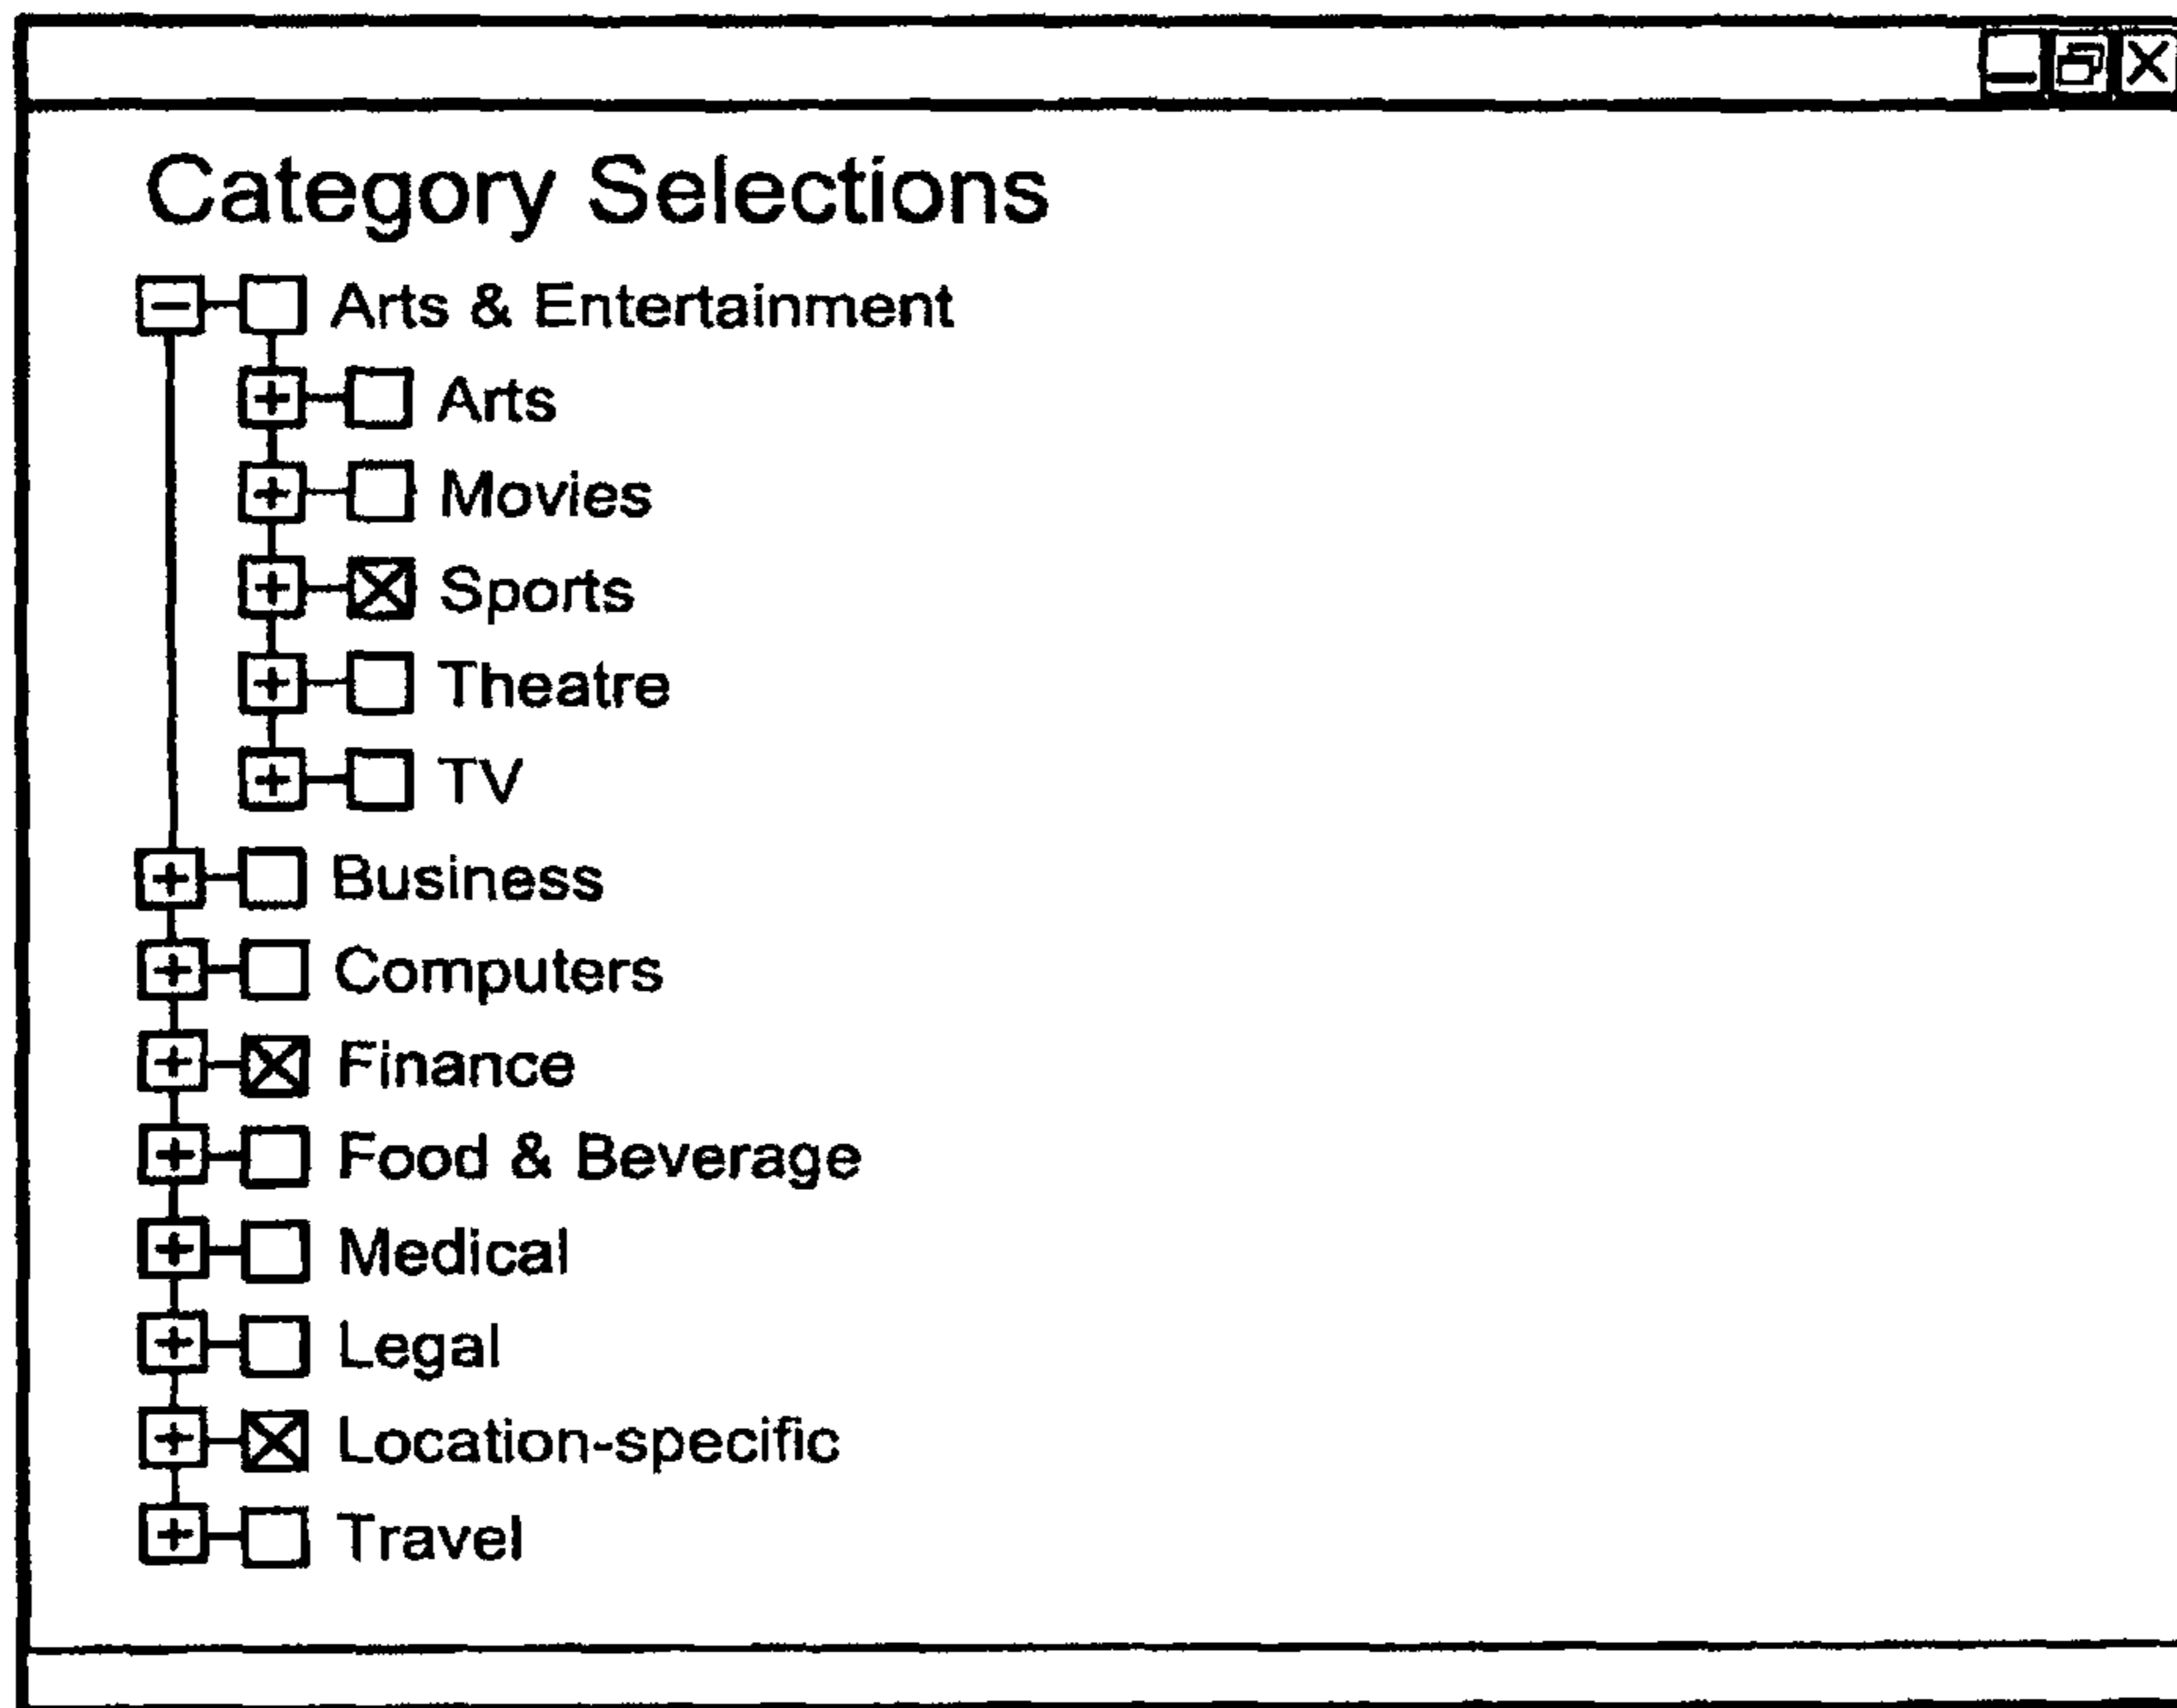 Category Selections
Arts & Entertainment
Arts
Movies
Sports
Theatre
TV
Business
Computers
Finance
Food & Beverage
Medical
Legal
Location-specific
Travel